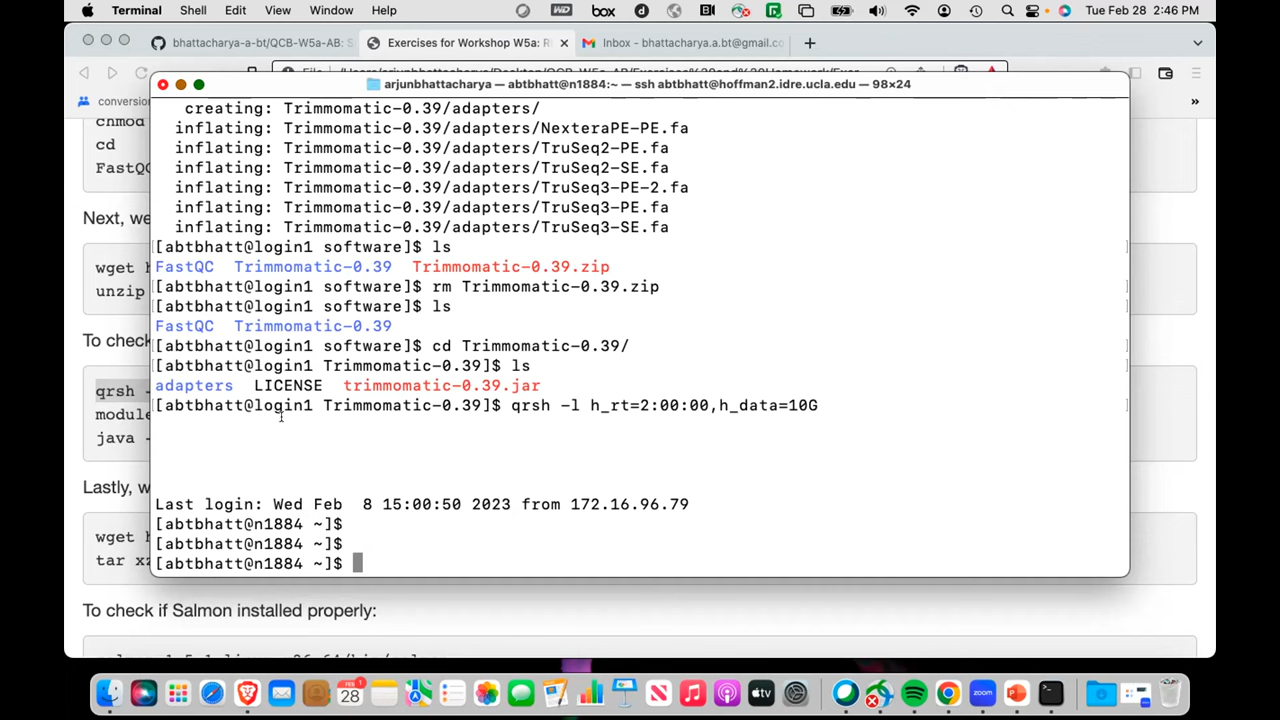 Terminal Shell Edit View Window Help
Tue Feb 28 2:46 PM
bhattacharya-a-bt/QCB-W5a-AB: S
Exercises for Workshop W5a: R
Inbox - bhattacharya.a.bt@gmail.co
arjunbhattacharya — abtbhatt@n1884:~ — ssh abtbhatt@hoffman2.idre.ucla.edu — 98×24
conversion
»
chmod
cd
FastQC
Next, we
wget h
unzip
To check
qrsh -
module
java -
Lastly, w
wget h
tar xz
To check if Salmon installed properly:
creating: Trimmomatic-0.39/adapters/
inflating: Trimmomatic-0.39/adapters/NexteraPE-PE.fa
inflating: Trimmomatic-0.39/adapters/TruSeq2-PE.fa
inflating: Trimmomatic-0.39/adapters/TruSeq2-SE.fa
inflating: Trimmomatic-0.39/adapters/TruSeq3-PE-2.fa
inflating: Trimmomatic-0.39/adapters/TruSeq3-PE.fa
inflating: Trimmomatic-0.39/adapters/TruSeq3-SE.fa
[abtbhatt@login1 software]$ ls
FastQC Trimmomatic-0.39 Trimmomatic-0.39.zip
[abtbhatt@login1 software]$ rm Trimmomatic-0.39.zip
[abtbhatt@login1 software]$ ls
FastQC Trimmomatic-0.39
[abtbhatt@login1 software]$ cd Trimmomatic-0.39/
[abtbhatt@login1 Trimmomatic-0.39]$ ls
adapters LICENSE trimmomatic-0.39.jar
[abtbhatt@login1 Trimmomatic-0.39]$ qrsh -l h_rt=2:00:00,h_data=10G
Last login: Wed Feb 8 15:00:50 2023 from 172.16.96.79
[abtbhatt@n1884 ~]$
[abtbhatt@n1884 ~]$
[abtbhatt@n1884 ~]$